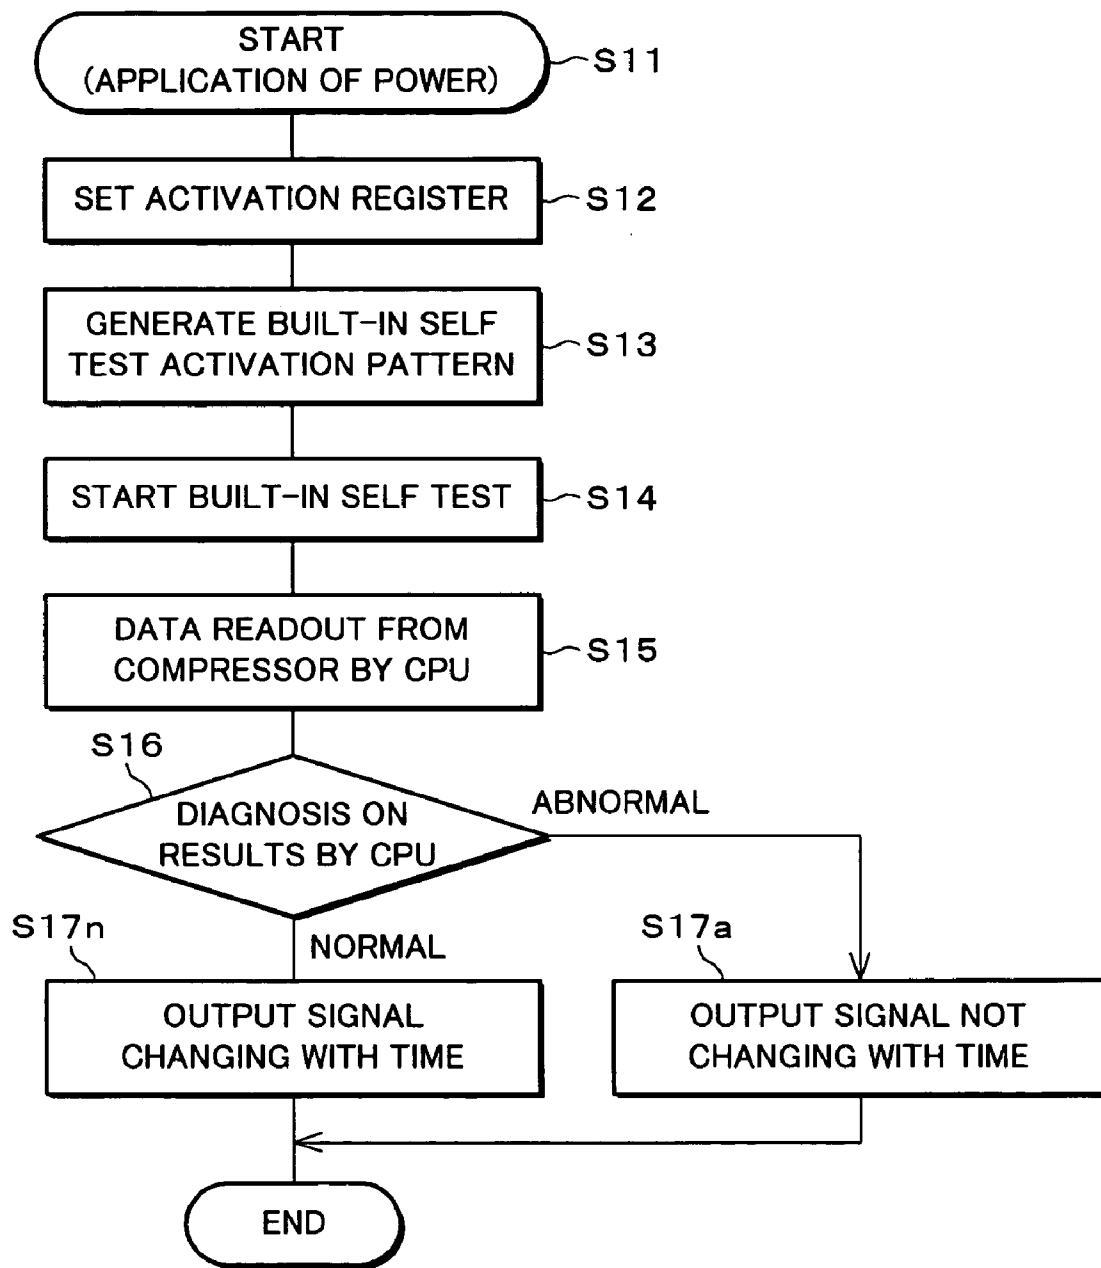 START
(APPLICATION OF POWER)
S11
SET ACTIVATION REGISTER
S12
GENERATE BUILT-IN SELF
TEST ACTIVATION PATTERN
S13
START BUILT-IN SELF TEST
S14
DATA READOUT FROM
COMPRESSOR BY CPU
S15
S16
DIAGNOSIS ON
RESULTS BY CPU
ABNORMAL
NORMAL
S17n
OUTPUT SIGNAL
CHANGING WITH TIME
S17a
OUTPUT SIGNAL NOT
CHANGING WITH TIME
END